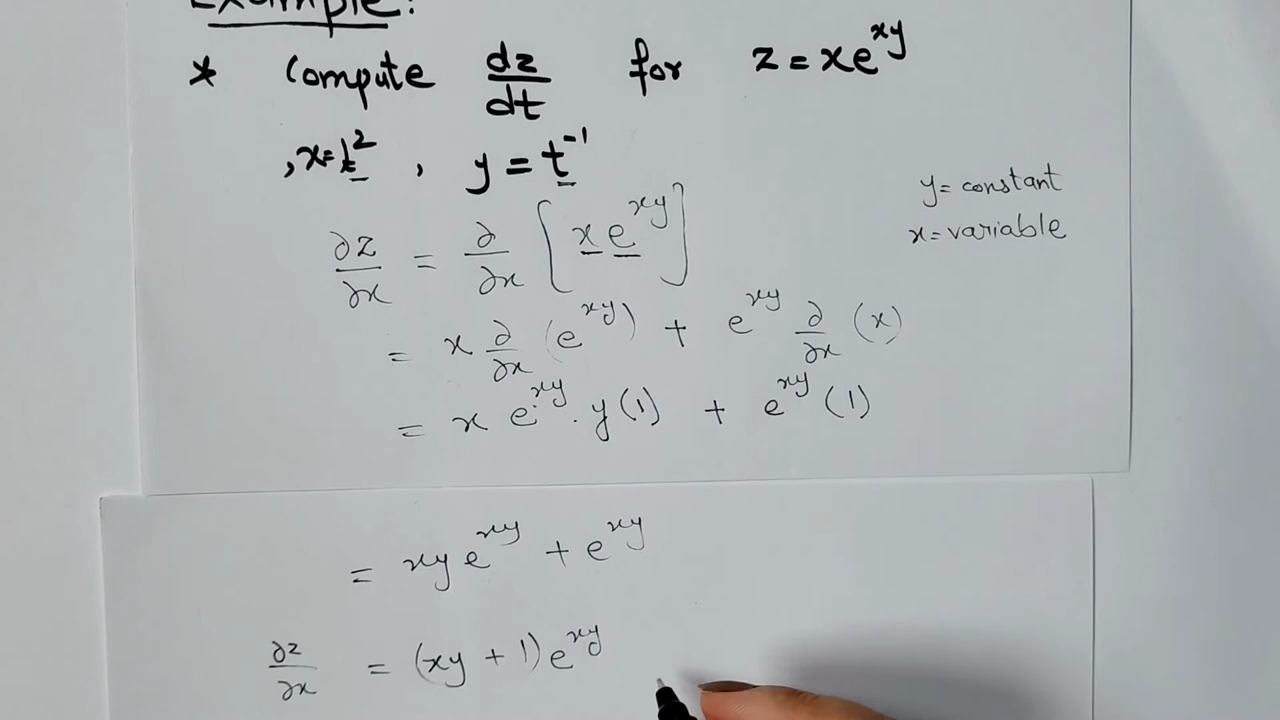 Example:
* Compute dz/dt for z = xe^xy
, x = t^2 , y = t^-1
y = constant
x = variable
∂z/∂x = ∂/∂x [x e^xy]
= x ∂/∂x (e^xy) + e^xy ∂/∂x (x)
= x e^xy . y(1) + e^xy (1)
= xy e^xy + e^xy
∂z/∂x = (xy + 1) e^xy